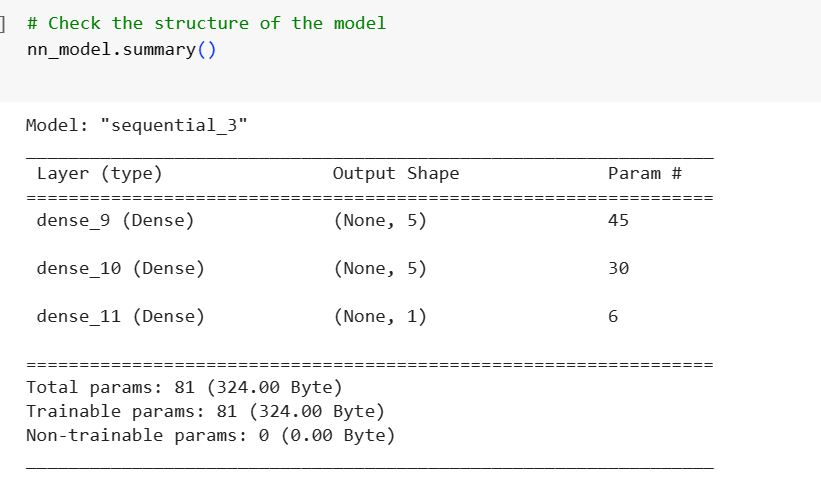 ]
# Check the structure of the model
nn_model.summary()
Model: "sequential_3"
_________________________________________________________________
Layer (type) Output Shape Param #
=================================================================
dense_9 (Dense) (None, 5) 45
dense_10 (Dense) (None, 5) 30
dense_11 (Dense) (None, 1) 6
=================================================================
Total params: 81 (324.00 Byte)
Trainable params: 81 (324.00 Byte)
Non-trainable params: 0 (0.00 Byte)
_________________________________________________________________